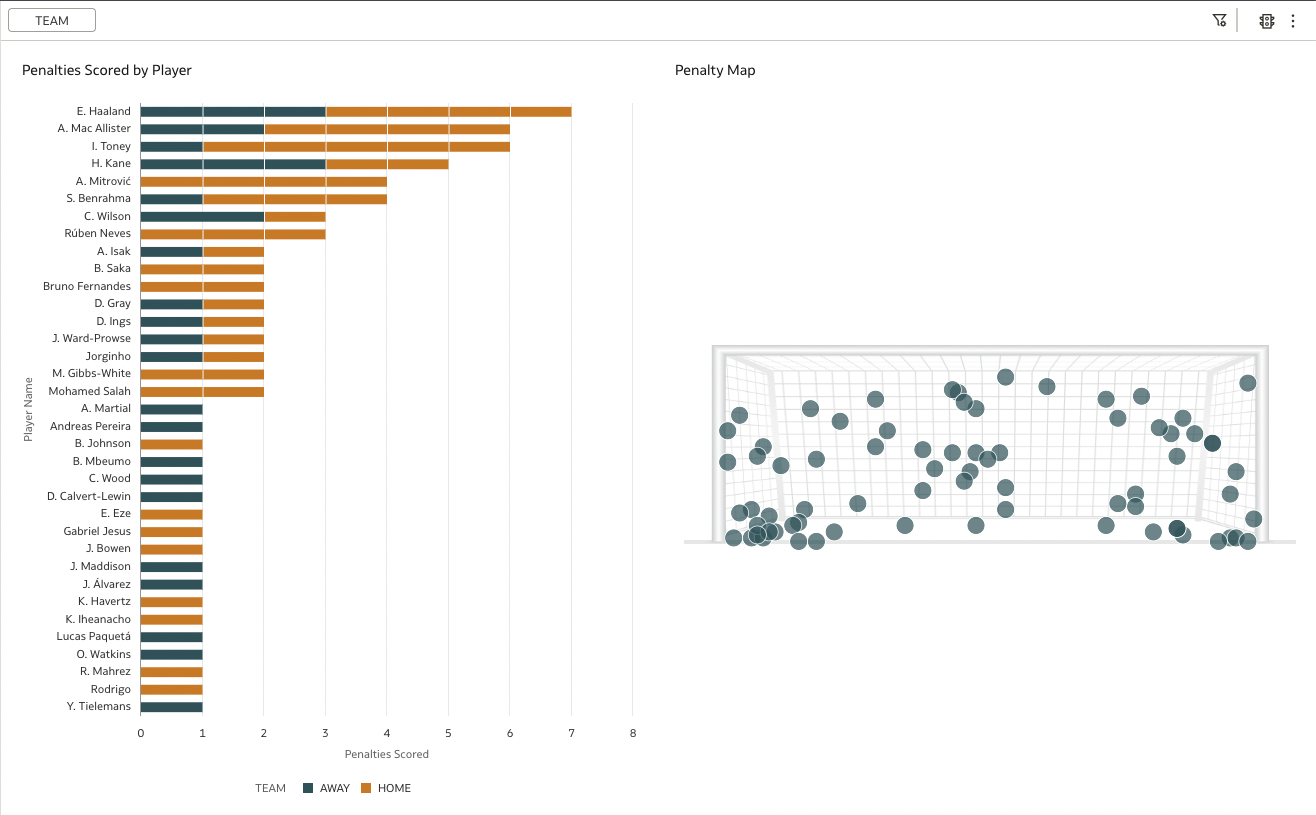 TEAM
Penalties Scored by Player
Penalty Map
Player Name
E. Haaland
A. Mac Allister
I. Toney
H. Kane
A. Mitrović
S. Benrahma
C. Wilson
Rúben Neves
A. Isak
B. Saka
Bruno Fernandes
D. Gray
D. Ings
J. Ward-Prowse
Jorginho
M. Gibbs-White
Mohamed Salah
A. Martial
Andreas Pereira
B. Johnson
B. Mbeumo
C. Wood
D. Calvert-Lewin
E. Eze
Gabriel Jesus
J. Bowen
J. Maddison
J. Álvarez
K. Havertz
K. Iheanacho
Lucas Paquetá
O. Watkins
R. Mahrez
Rodrigo
Y. Tielemans
0 1 2 3 4 5 6 7 8
Penalties Scored
TEAM AWAY HOME